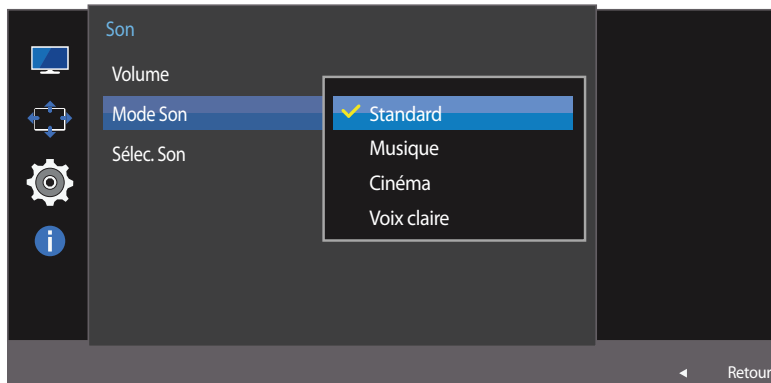 Son
Volume
Mode Son
Sélec. Son
Standard
Musique
Cinéma
Voix claire
Retour